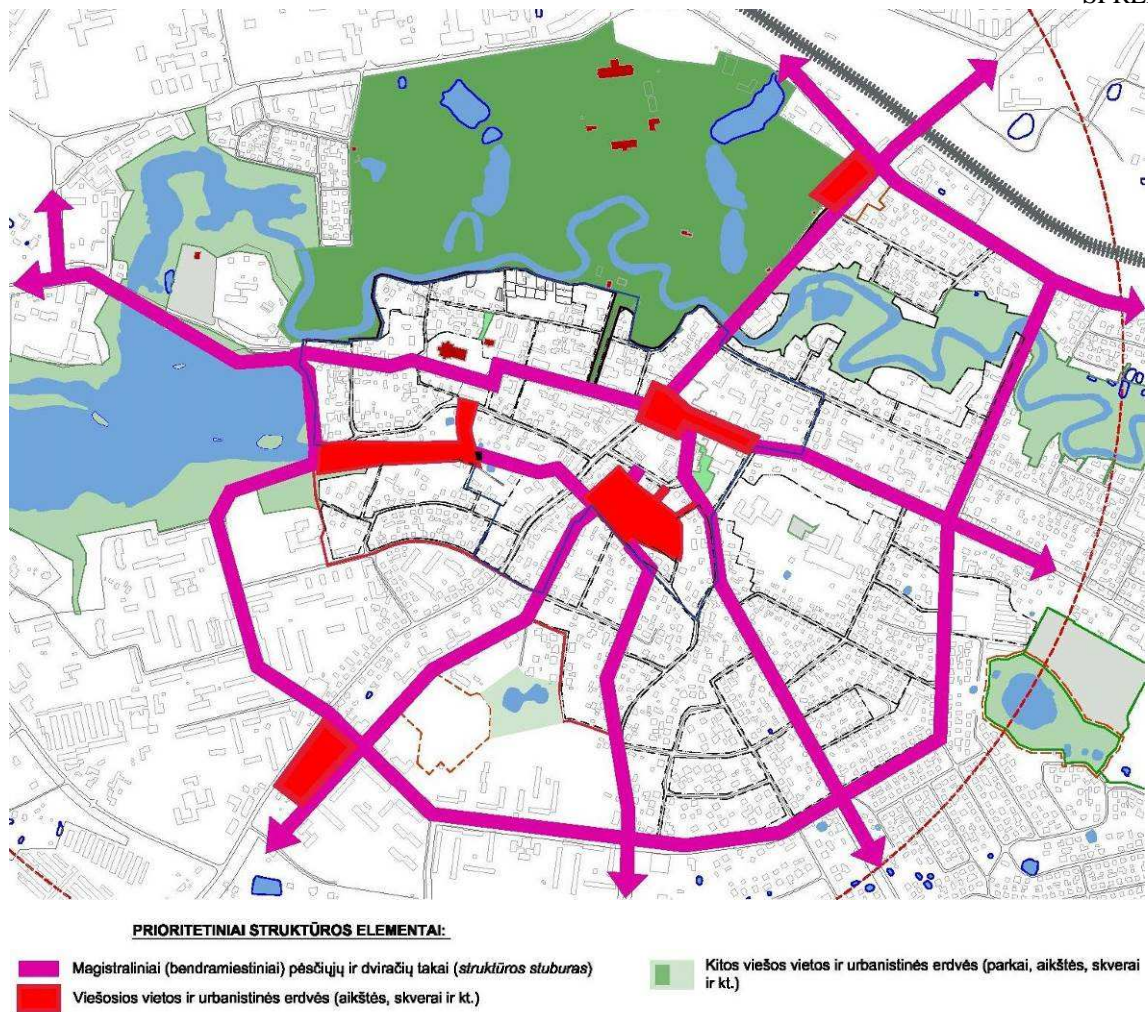 PRIORITETINIAI STRUKTŪROS ELEMENTAI:
Magistraliniai (bendramiestiniai) pėsčiųjų ir dviračių takai (struktūros stuburas)
Viešosios vietos ir urbanistinės erdvės (aikštės, skverai ir kt.)
Kitos viešos vietos ir urbanistinės erdvės (parkai, aikštės, skverai
ir kt.)